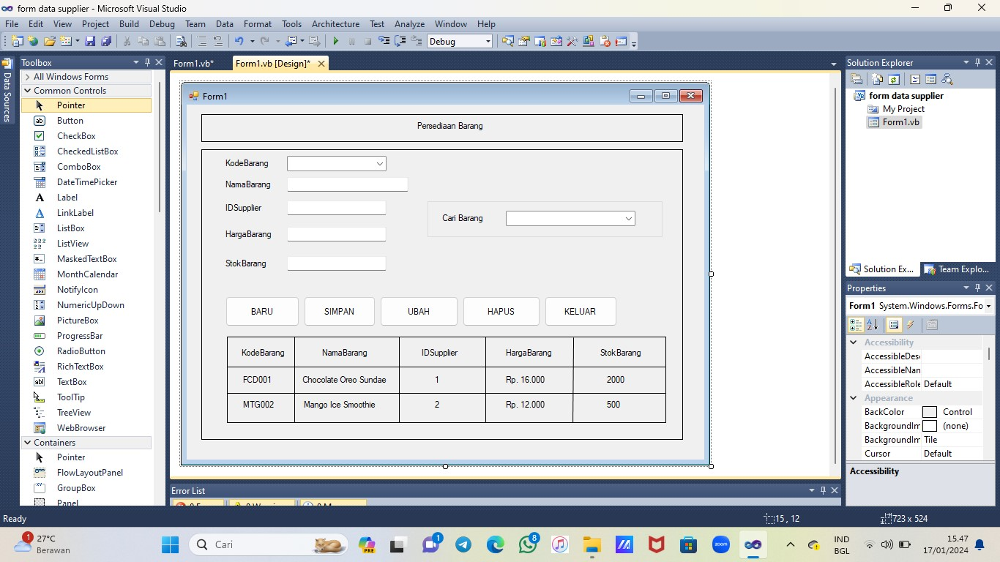 form data supplier - Microsoft Visual Studio
File Edit View Project Build Debug Team Data Format Tools Architecture Test Analyze Window Help
Debug
Data Sources
Toolbox
All Windows Forms
Common Controls
Pointer
Button
CheckBox
CheckedListBox
ComboBox
DateTimePicker
Label
LinkLabel
ListBox
ListView
MaskedTextBox
MonthCalendar
NotifyIcon
NumericUpDown
PictureBox
ProgressBar
RadioButton
RichTextBox
TextBox
ToolTip
TreeView
WebBrowser
Containers
Pointer
FlowLayoutPanel
GroupBox
Panel
Form1.vb* Form1.vb [Design]*
Form1
Persediaan Barang
KodeBarang
NamaBarang
IDSupplier
Cari Barang
HargaBarang
StokBarang
BARU SIMPAN UBAH HAPUS KELUAR
KodeBarang NamaBarang IDSupplier HargaBarang StokBarang
FCD001 Chocolate Oreo Sundae 1 Rp. 16.000 2000
MTG002 Mango Ice Smoothie 2 Rp. 12.000 500
Error List
Solution Explorer
form data supplier
My Project
Form1.vb
Solution Ex... Team Explo...
Properties
Form1 System.Windows.Forms.Fo
Accessibility
AccessibleDes
AccessibleNan
AccessibleRole Default
Appearance
BackColor Control
BackgroundIm (none)
BackgroundIm Tile
Cursor Default
Accessibility
Ready 15 , 12 723 x 524
1
27°C
Berawan
Cari
PRE
1
8
zoom
IND
BGL
15.47
17/01/2024